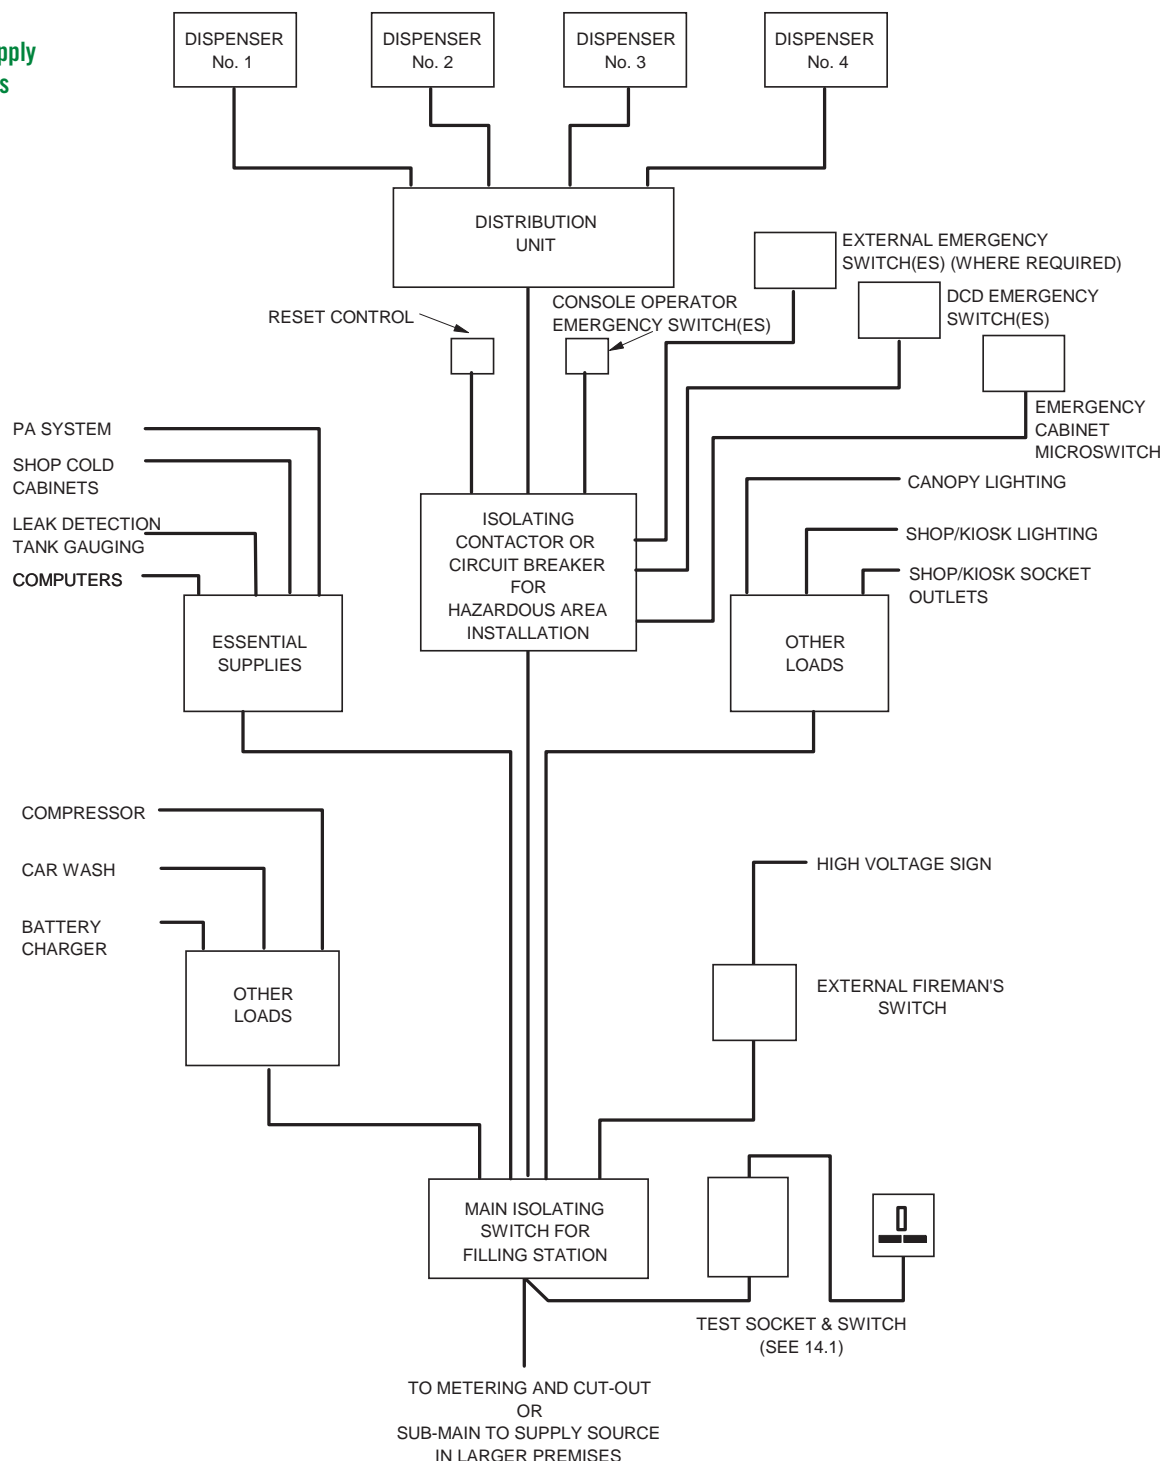 pply
s
DISPENSER
No. 1
DISPENSER
No. 2
DISPENSER
No. 3
DISPENSER
No. 4
DISTRIBUTION
UNIT
EXTERNAL EMERGENCY
SWITCH(ES) (WHERE REQUIRED)
DCD EMERGENCY
SWITCH(ES)
RESET CONTROL
CONSOLE OPERATOR
EMERGENCY SWITCH(ES)
EMERGENCY
CABINET
MICROSWITCH
PA SYSTEM
SHOP COLD
CABINETS
LEAK DETECTION
TANK GAUGING
COMPUTERS
ISOLATING
CONTACTOR OR
CIRCUIT BREAKER
FOR
HAZARDOUS AREA
INSTALLATION
CANOPY LIGHTING
SHOP/KIOSK LIGHTING
SHOP/KIOSK SOCKET
OUTLETS
ESSENTIAL
SUPPLIES
OTHER
LOADS
COMPRESSOR
CAR WASH
BATTERY
CHARGER
OTHER
LOADS
HIGH VOLTAGE SIGN
EXTERNAL FIREMAN'S
SWITCH
MAIN ISOLATING
SWITCH FOR
FILLING STATION
TEST SOCKET & SWITCH
(SEE 14.1)
TO METERING AND CUT-OUT
OR
SUB-MAIN TO SUPPLY SOURCE
IN LARGER PREMISES